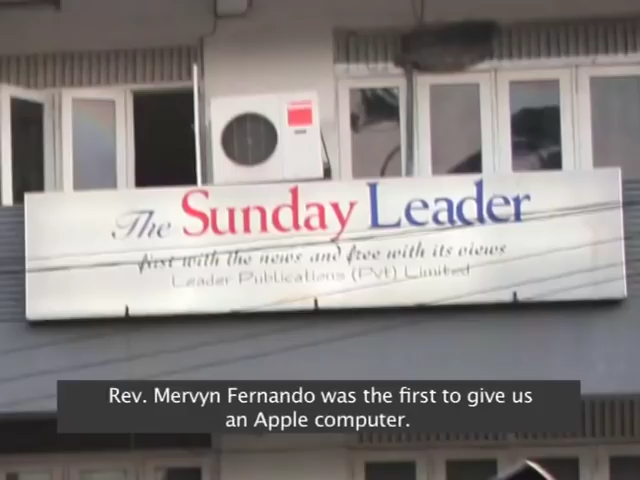 The Sunday Leader
first with the news and free with its views
Leader Publications (Pvt) Limited
Rev. Mervyn Fernando was the first to give us
an Apple computer.